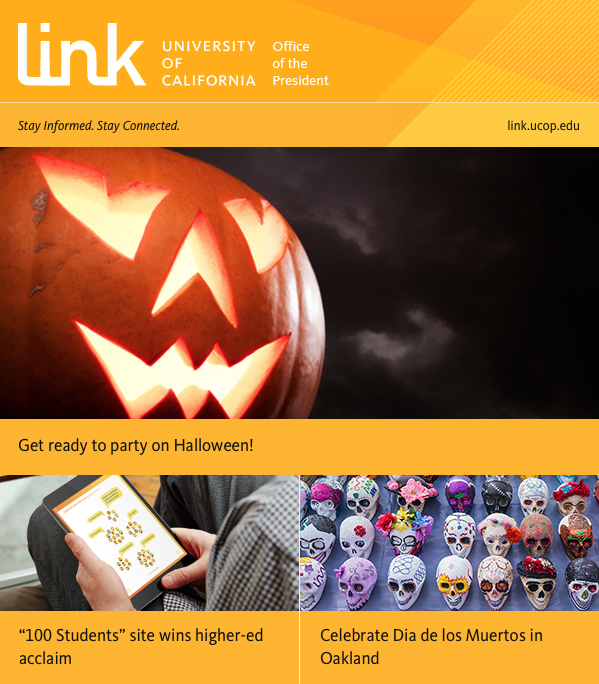 link
UNIVERSITY
OF
CALIFORNIA
Office
of the
President
Stay Informed. Stay Connected.
link.ucop.edu
Get ready to party on Halloween!
“100 Students” site wins higher-ed
acclaim
Celebrate Dia de los Muertos in
Oakland